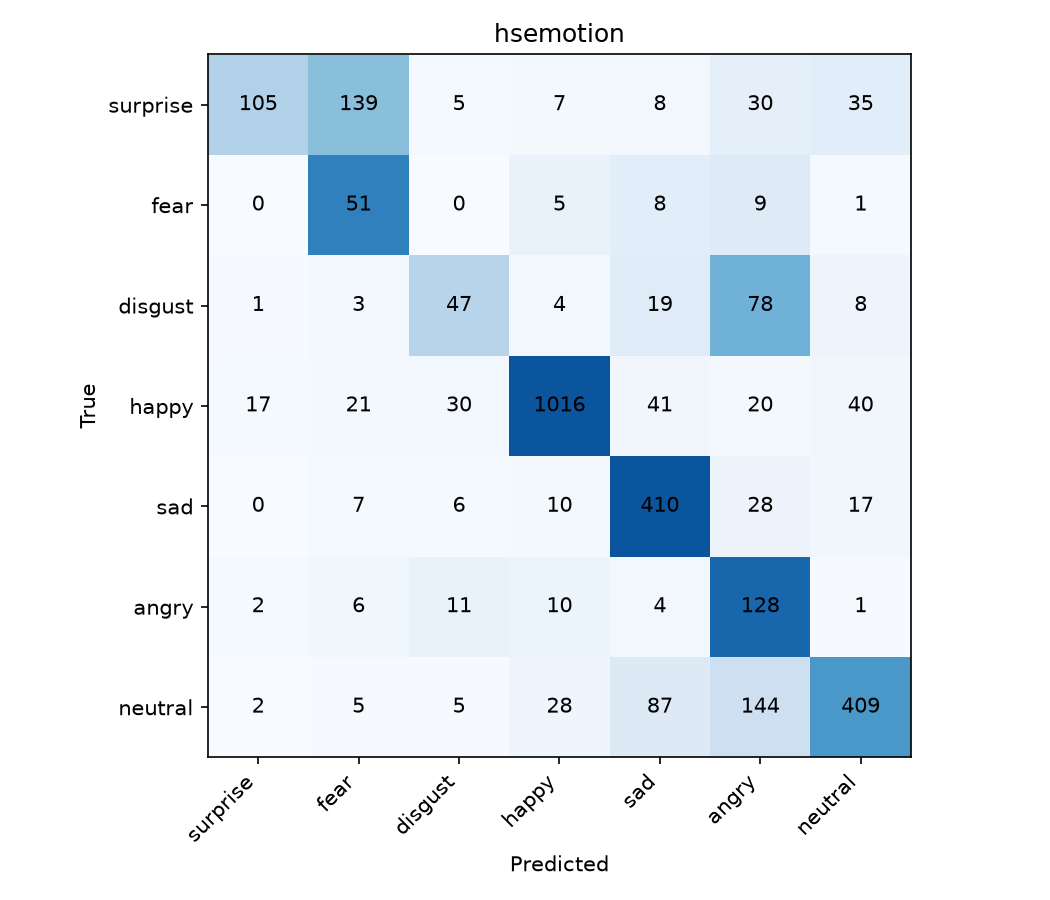 hsemotion
surprise 105 139 5 7 8 30 35
fear 0 51 0 5 8 9 1
disgust 1 3 47 4 19 78 8
True
happy 17 21 30 1016 41 20 40
sad 0 7 6 10 410 28 17
angry 2 6 11 10 4 128 1
neutral 2 5 5 28 87 144 409
surprise fear disgust happy sad angry neutral
Predicted